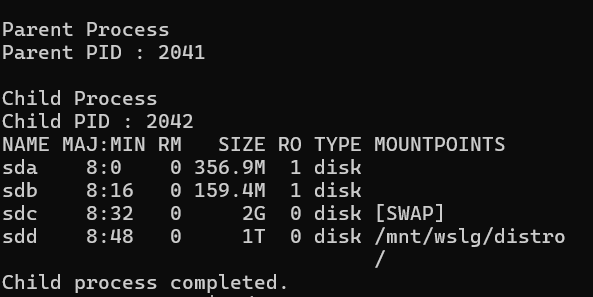 Parent Process
Parent PID : 2041
Child Process
Child PID : 2042
NAME MAJ:MIN RM   SIZE RO TYPE MOUNTPOINTS
sda    8:0    0 356.9M  1 disk
sdb    8:16   0 159.4M  1 disk
sdc    8:32   0     2G  0 disk [SWAP]
sdd    8:48   0     1T  0 disk /mnt/wslg/distro
                               /
Child process completed.